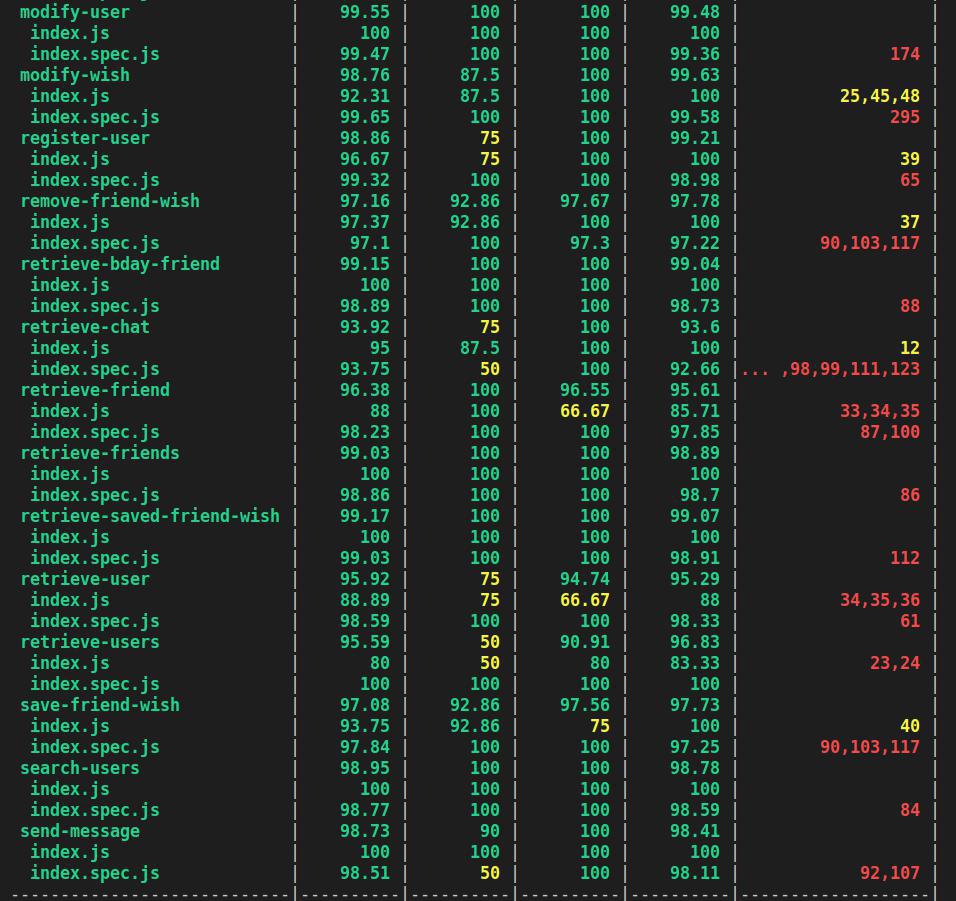 modify-user | 99.55 | 100 | 100 | 99.48 | |
index.js | 100 | 100 | 100 | 100 | |
index.spec.js | 99.47 | 100 | 100 | 99.36 | 174 |
modify-wish | 98.76 | 87.5 | 100 | 99.63 | |
index.js | 92.31 | 87.5 | 100 | 100 | 25,45,48 |
index.spec.js | 99.65 | 100 | 100 | 99.58 | 295 |
register-user | 98.86 | 75 | 100 | 99.21 | |
index.js | 96.67 | 75 | 100 | 100 | 39 |
index.spec.js | 99.32 | 100 | 100 | 98.98 | 65 |
remove-friend-wish | 97.16 | 92.86 | 97.67 | 97.78 | |
index.js | 97.37 | 92.86 | 100 | 100 | 37 |
index.spec.js | 97.1 | 100 | 97.3 | 97.22 | 90,103,117 |
retrieve-bday-friend | 99.15 | 100 | 100 | 99.04 | |
index.js | 100 | 100 | 100 | 100 | |
index.spec.js | 98.89 | 100 | 100 | 98.73 | 88 |
retrieve-chat | 93.92 | 75 | 100 | 93.6 | |
index.js | 95 | 87.5 | 100 | 100 | 12 |
index.spec.js | 93.75 | 50 | 100 | 92.66 |... ,98,99,111,123 |
retrieve-friend | 96.38 | 100 | 96.55 | 95.61 | |
index.js | 88 | 100 | 66.67 | 85.71 | 33,34,35 |
index.spec.js | 98.23 | 100 | 100 | 97.85 | 87,100 |
retrieve-friends | 99.03 | 100 | 100 | 98.89 | |
index.js | 100 | 100 | 100 | 100 | |
index.spec.js | 98.86 | 100 | 100 | 98.7 | 86 |
retrieve-saved-friend-wish | 99.17 | 100 | 100 | 99.07 | |
index.js | 100 | 100 | 100 | 100 | |
index.spec.js | 99.03 | 100 | 100 | 98.91 | 112 |
retrieve-user | 95.92 | 75 | 94.74 | 95.29 | |
index.js | 88.89 | 75 | 66.67 | 88 | 34,35,36 |
index.spec.js | 98.59 | 100 | 100 | 98.33 | 61 |
retrieve-users | 95.59 | 50 | 90.91 | 96.83 | |
index.js | 80 | 50 | 80 | 83.33 | 23,24 |
index.spec.js | 100 | 100 | 100 | 100 | |
save-friend-wish | 97.08 | 92.86 | 97.56 | 97.73 | |
index.js | 93.75 | 92.86 | 75 | 100 | 40 |
index.spec.js | 97.84 | 100 | 100 | 97.25 | 90,103,117 |
search-users | 98.95 | 100 | 100 | 98.78 | |
index.js | 100 | 100 | 100 | 100 | |
index.spec.js | 98.77 | 100 | 100 | 98.59 | 84 |
send-message | 98.73 | 90 | 100 | 98.41 | |
index.js | 100 | 100 | 100 | 100 | |
index.spec.js | 98.51 | 50 | 100 | 98.11 | 92,107 |
----------------------------|----------|----------|----------|----------|-------------------|